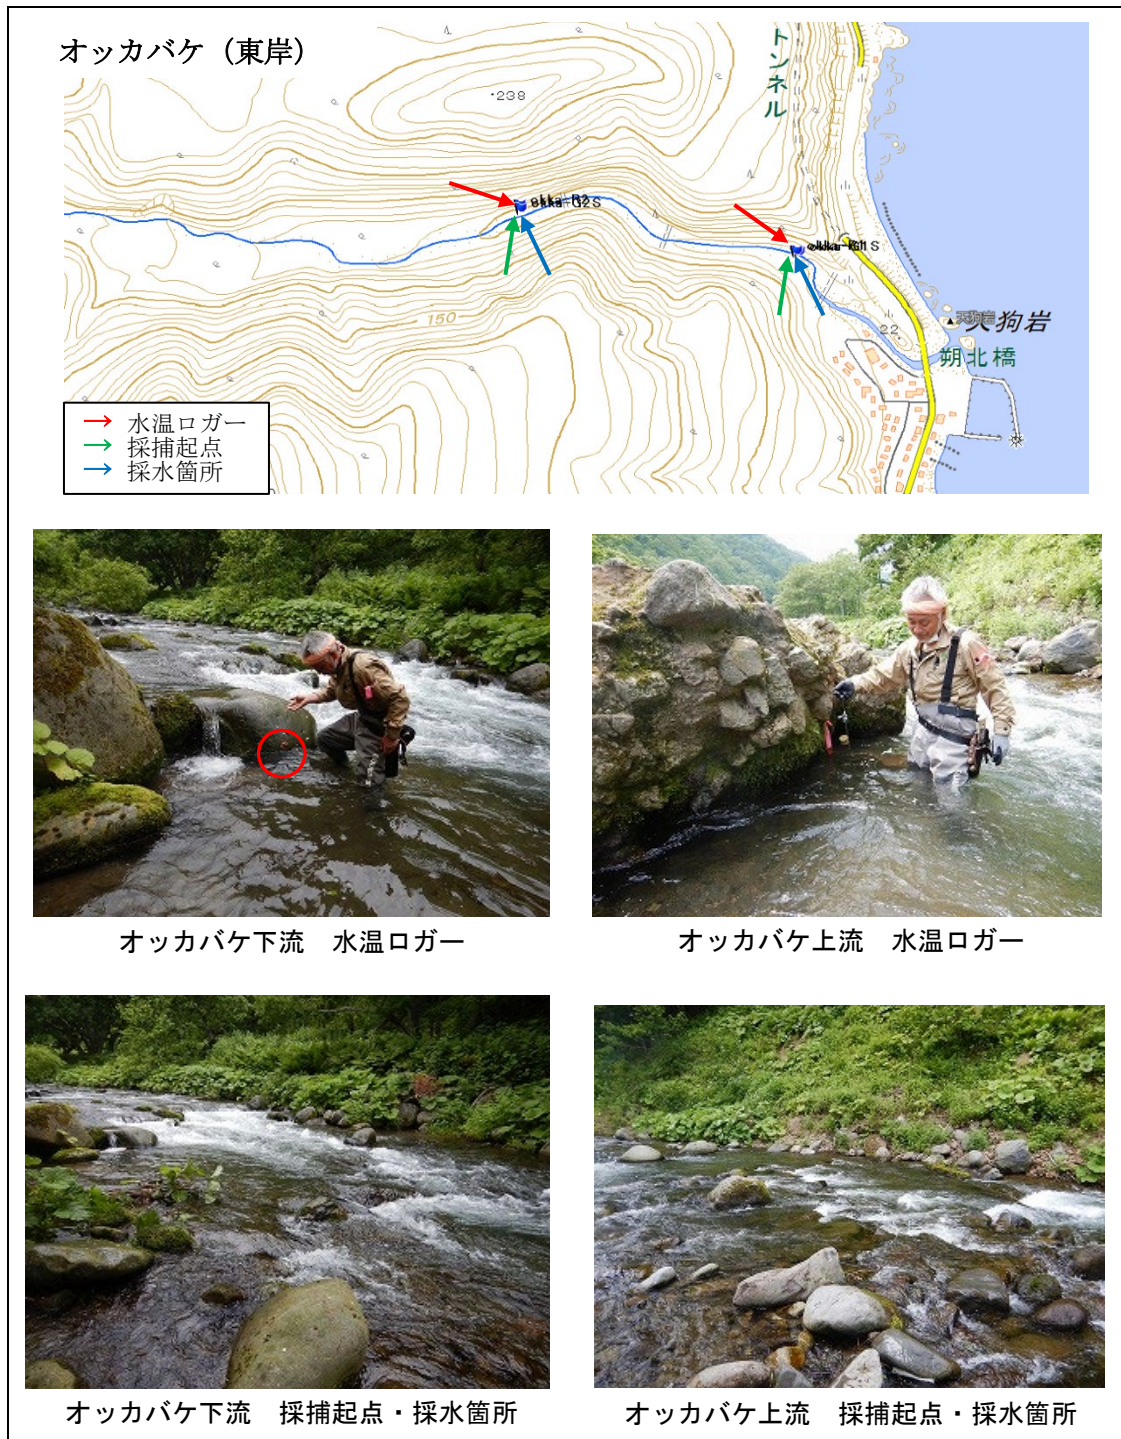 オッカバケ（東岸）
トンネル
・238
150
22
天狗岩
朔北橋
水温ロガー
採捕起点
採水箇所
オッカバケ下流　水温ロガー
オッカバケ上流　水温ロガー
オッカバケ下流　採捕起点・採水箇所
オッカバケ上流　採捕起点・採水箇所